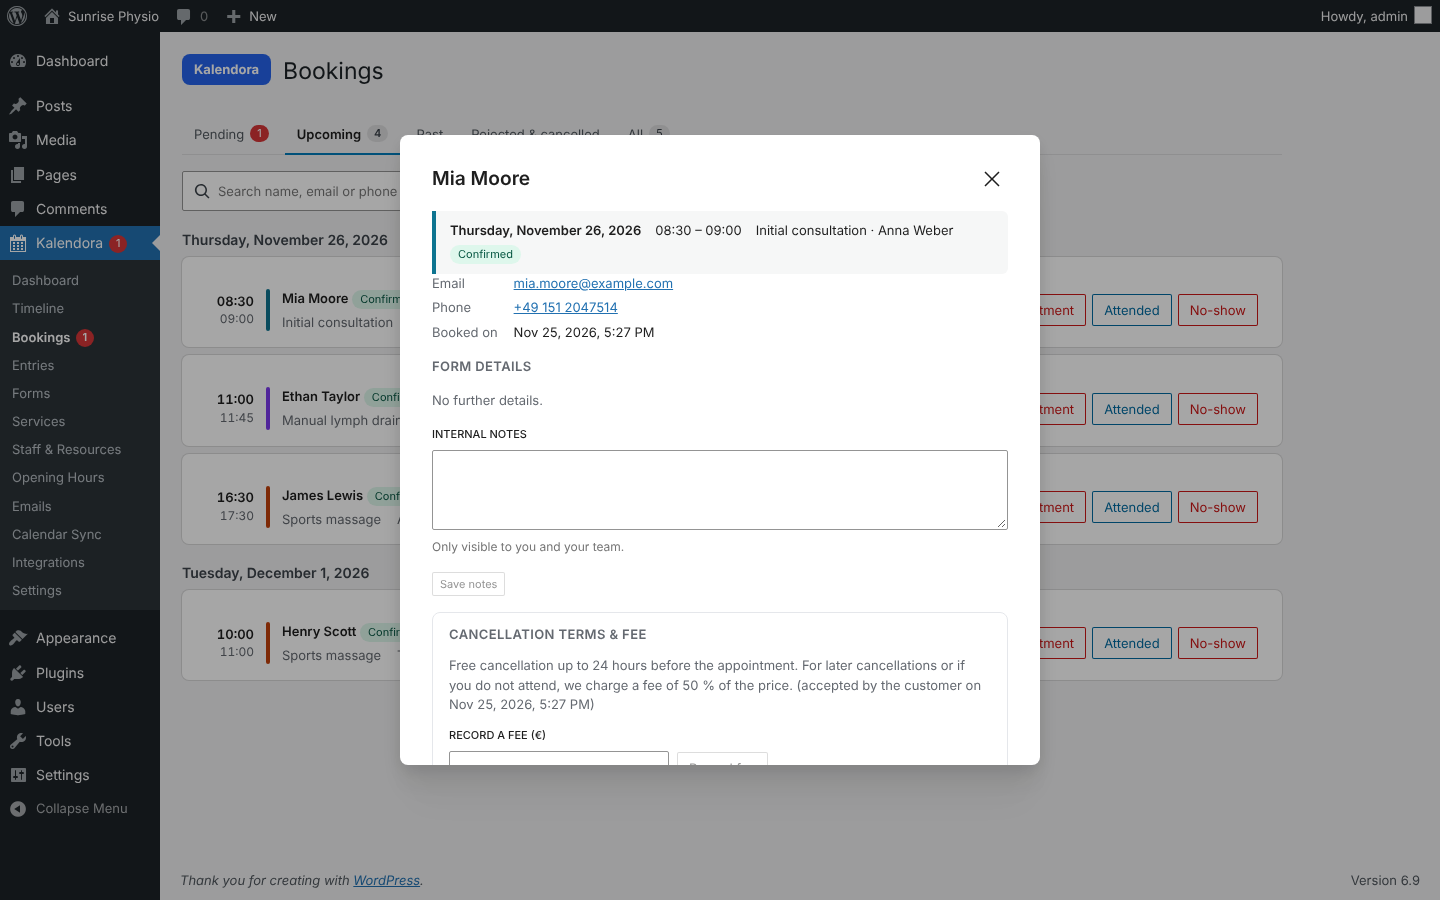 Sunrise Physio
0
New
Howdy, admin
Dashboard
Posts
Media
Pages
Comments
Kalendora 1
Dashboard
Timeline
Bookings 1
Entries
Forms
Services
Staff & Resources
Opening Hours
Emails
Calendar Sync
Integrations
Settings
Appearance
Plugins
Users
Tools
Settings
Collapse Menu
Kalendora Bookings
Pending 1 Upcoming 4 Past Rejected & cancelled All 5
Search name, email or phone
Thursday, November 26, 2026
08:30
09:00
Mia Moore
Initial consultation
Attended No-show
11:00
11:45
Ethan Taylor
Manual lymph
Attended No-show
16:30
17:30
James Lewis
Sports massage
Attended No-show
Tuesday, December 1, 2026
10:00
11:00
Henry Scott
Sports massage
Attended No-show
Mia Moore
Thursday, November 26, 2026 08:30 – 09:00 Initial consultation · Anna Weber
Confirmed
Email mia.moore@example.com
Phone +49 151 2047514
Booked on Nov 25, 2026, 5:27 PM
FORM DETAILS
No further details.
INTERNAL NOTES
Only visible to you and your team.
Save notes
CANCELLATION TERMS & FEE
Free cancellation up to 24 hours before the appointment. For later cancellations or if
you do not attend, we charge a fee of 50 % of the price. (accepted by the customer on
Nov 25, 2026, 5:27 PM)
RECORD A FEE (€)
Thank you for creating with WordPress.
Version 6.9